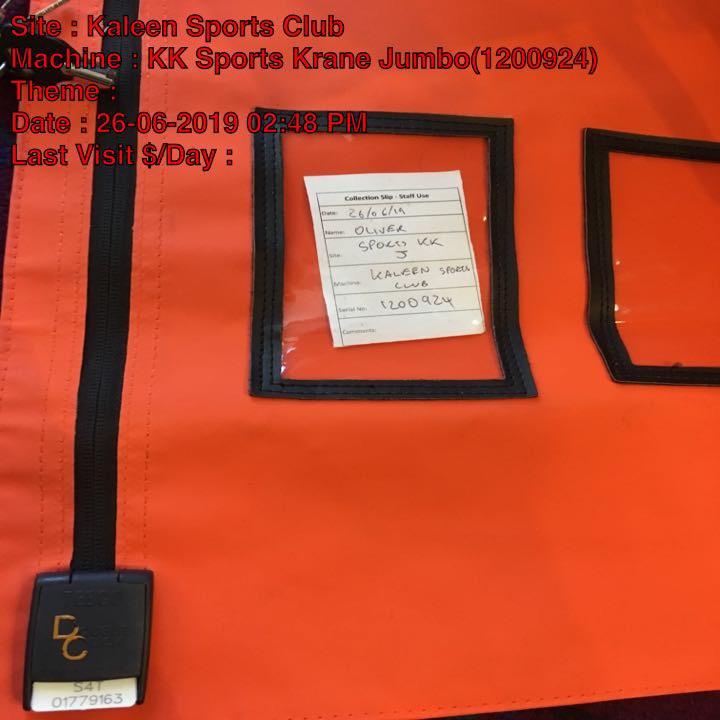 Site : Kaleen Sports Club
Machine : KK Sports Krane Jumbo(1200924)
Theme :
Date : 26-06-2019 02:48 PM
Last Visit $/Day :
Collection Slip - Staff Use
Date: 26/06/19
Name: OLIVER
Site: SPORTS KK
J
Machine: KALEEN SPORTS
CLUB
Serial No: 1200924
Comments:
DC
S4T
01779163